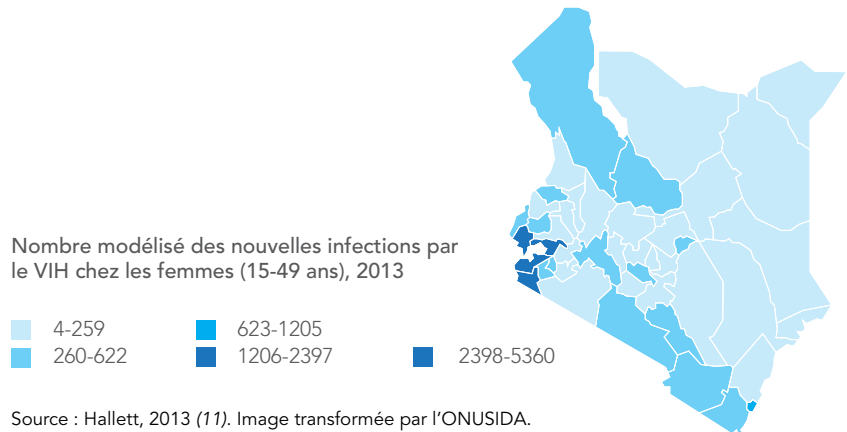 Nombre modélisé des nouvelles infections par
le VIH chez les femmes (15-49 ans), 2013
4-259
623-1205
260-622
1206-2397
2398-5360
Source : Hallett, 2013 (11). Image transformée par l’ONUSIDA.